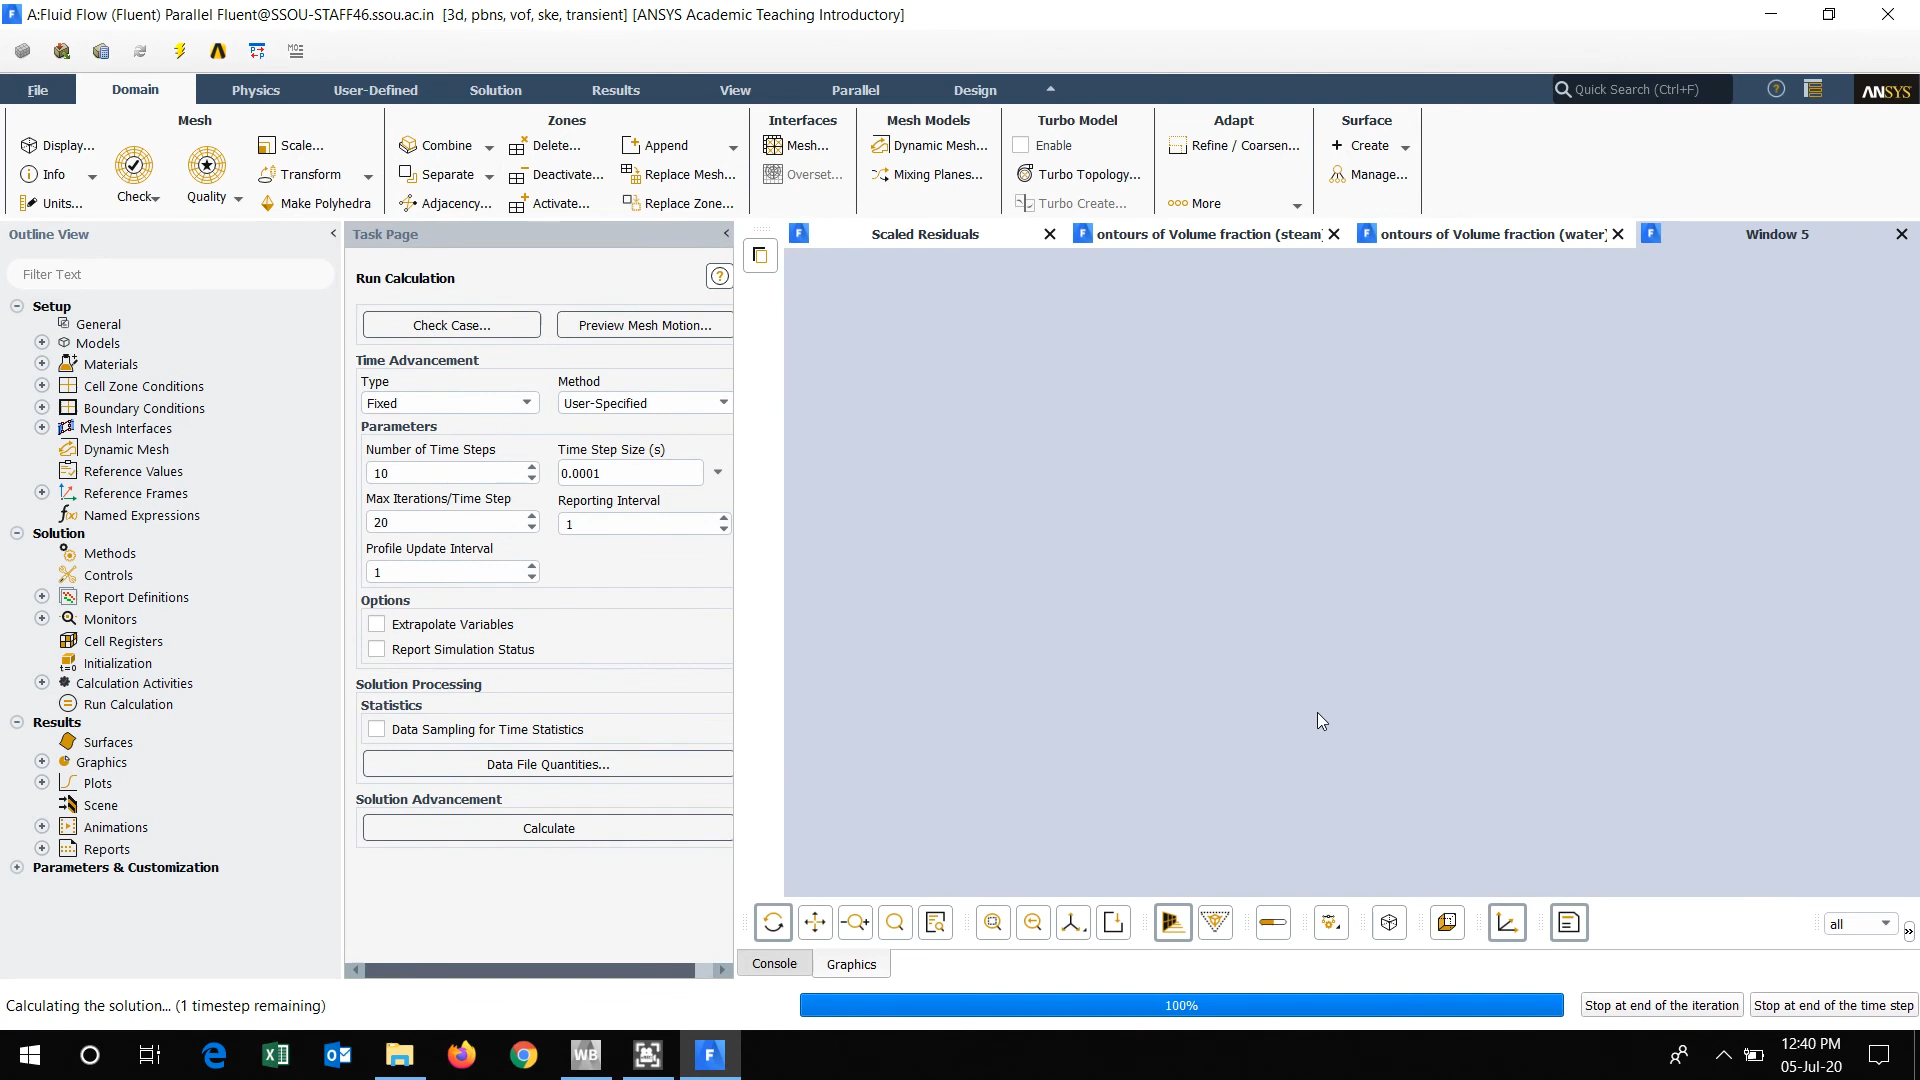 A:Fluid Flow (Fluent) Parallel Fluent@SSOU-STAFF46.ssou.ac.in [3d, pbns, vof, ske, transient] [ANSYS Academic Teaching Introductory]
File Domain Physics User-Defined Solution Results View Parallel Design Quick Search (Ctrl+F) ANSYS
Mesh Zones Interfaces Mesh Models Turbo Model Adapt Surface
Display... Scale... Combine Delete... Append Mesh... Dynamic Mesh... Enable Refine / Coarsen... Create
Info Transform Separate Deactivate... Replace Mesh... Overset... Mixing Planes... Turbo Topology... Manage...
Check Quality
Units... Make Polyhedra Adjacency... Activate... Replace Zone... Turbo Create... More
Outline View
Filter Text
Setup
General
Models
Materials
Cell Zone Conditions
Boundary Conditions
Mesh Interfaces
Dynamic Mesh
Reference Values
Reference Frames
Named Expressions
Solution
Methods
Controls
Report Definitions
Monitors
Cell Registers
Initialization
Calculation Activities
Run Calculation
Results
Surfaces
Graphics
Plots
Scene
Animations
Reports
Parameters & Customization
Task Page
Run Calculation
Check Case... Preview Mesh Motion...
Time Advancement
Type Method
Fixed User-Specified
Parameters
Number of Time Steps Time Step Size (s)
10 0.0001
Max Iterations/Time Step Reporting Interval
20 1
Profile Update Interval
1
Options
Extrapolate Variables
Report Simulation Status
Solution Processing
Statistics
Data Sampling for Time Statistics
Data File Quantities...
Solution Advancement
Calculate
Scaled Residuals ontours of Volume fraction (steam) ontours of Volume fraction (water) Window 5
all
Console Graphics
Calculating the solution... (1 timestep remaining) 100% Stop at end of the iteration Stop at end of the time step
WB
12:40 PM
05-Jul-20